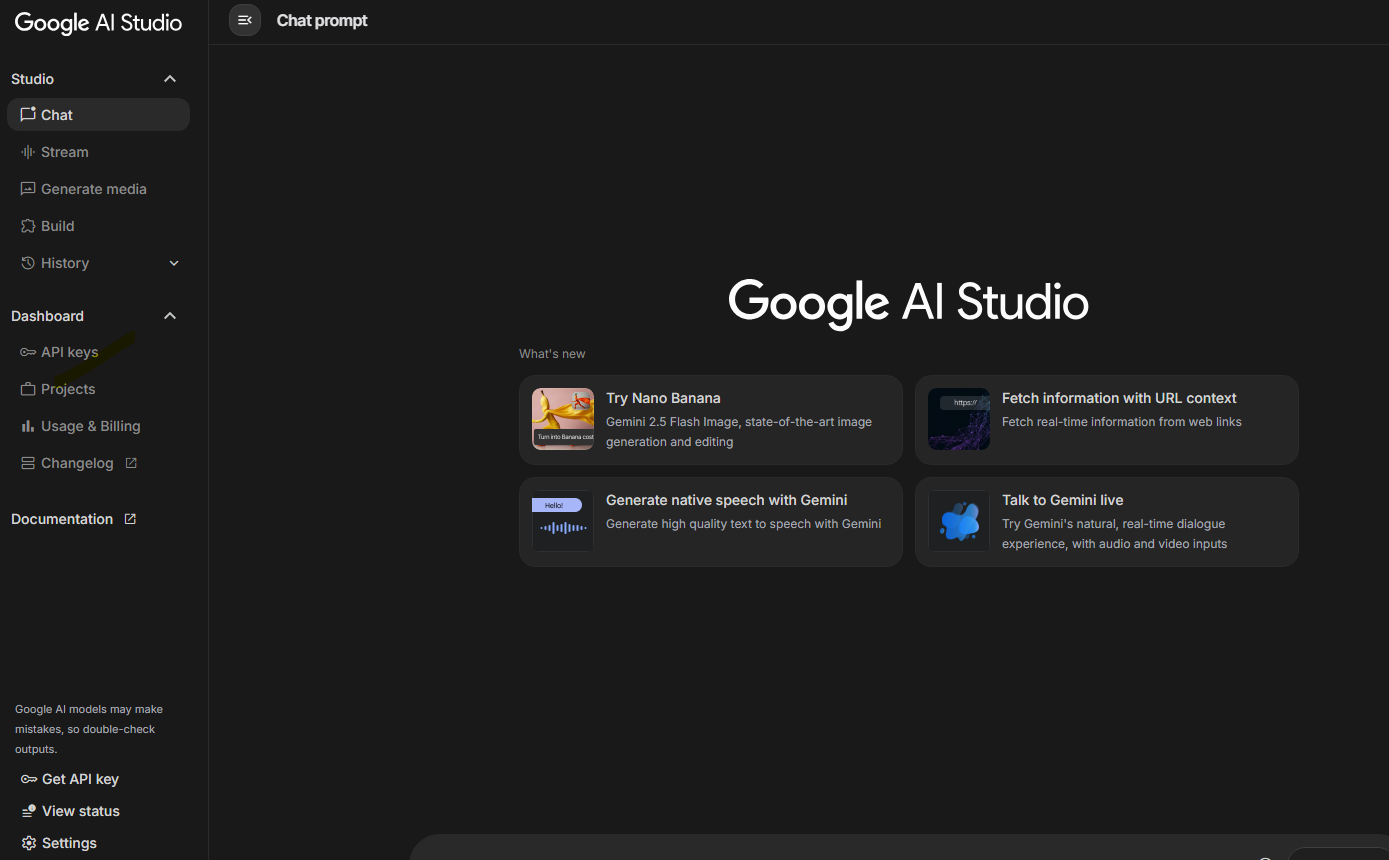 Google AI Studio
Chat prompt
Studio
Chat
Stream
Generate media
Build
History
Dashboard
API keys
Projects
Usage & Billing
Changelog
Documentation
Google AI models may make
mistakes, so double-check
outputs.
Get API key
View status
Settings
Google AI Studio
What's new
Try Nano Banana
Gemini 2.5 Flash Image, state-of-the-art image
generation and editing
Turn into Banana cost
Fetch information with URL context
Fetch real-time information from web links
https://
Generate native speech with Gemini
Generate high quality text to speech with Gemini
Hello!
Talk to Gemini live
Try Gemini's natural, real-time dialogue
experience, with audio and video inputs